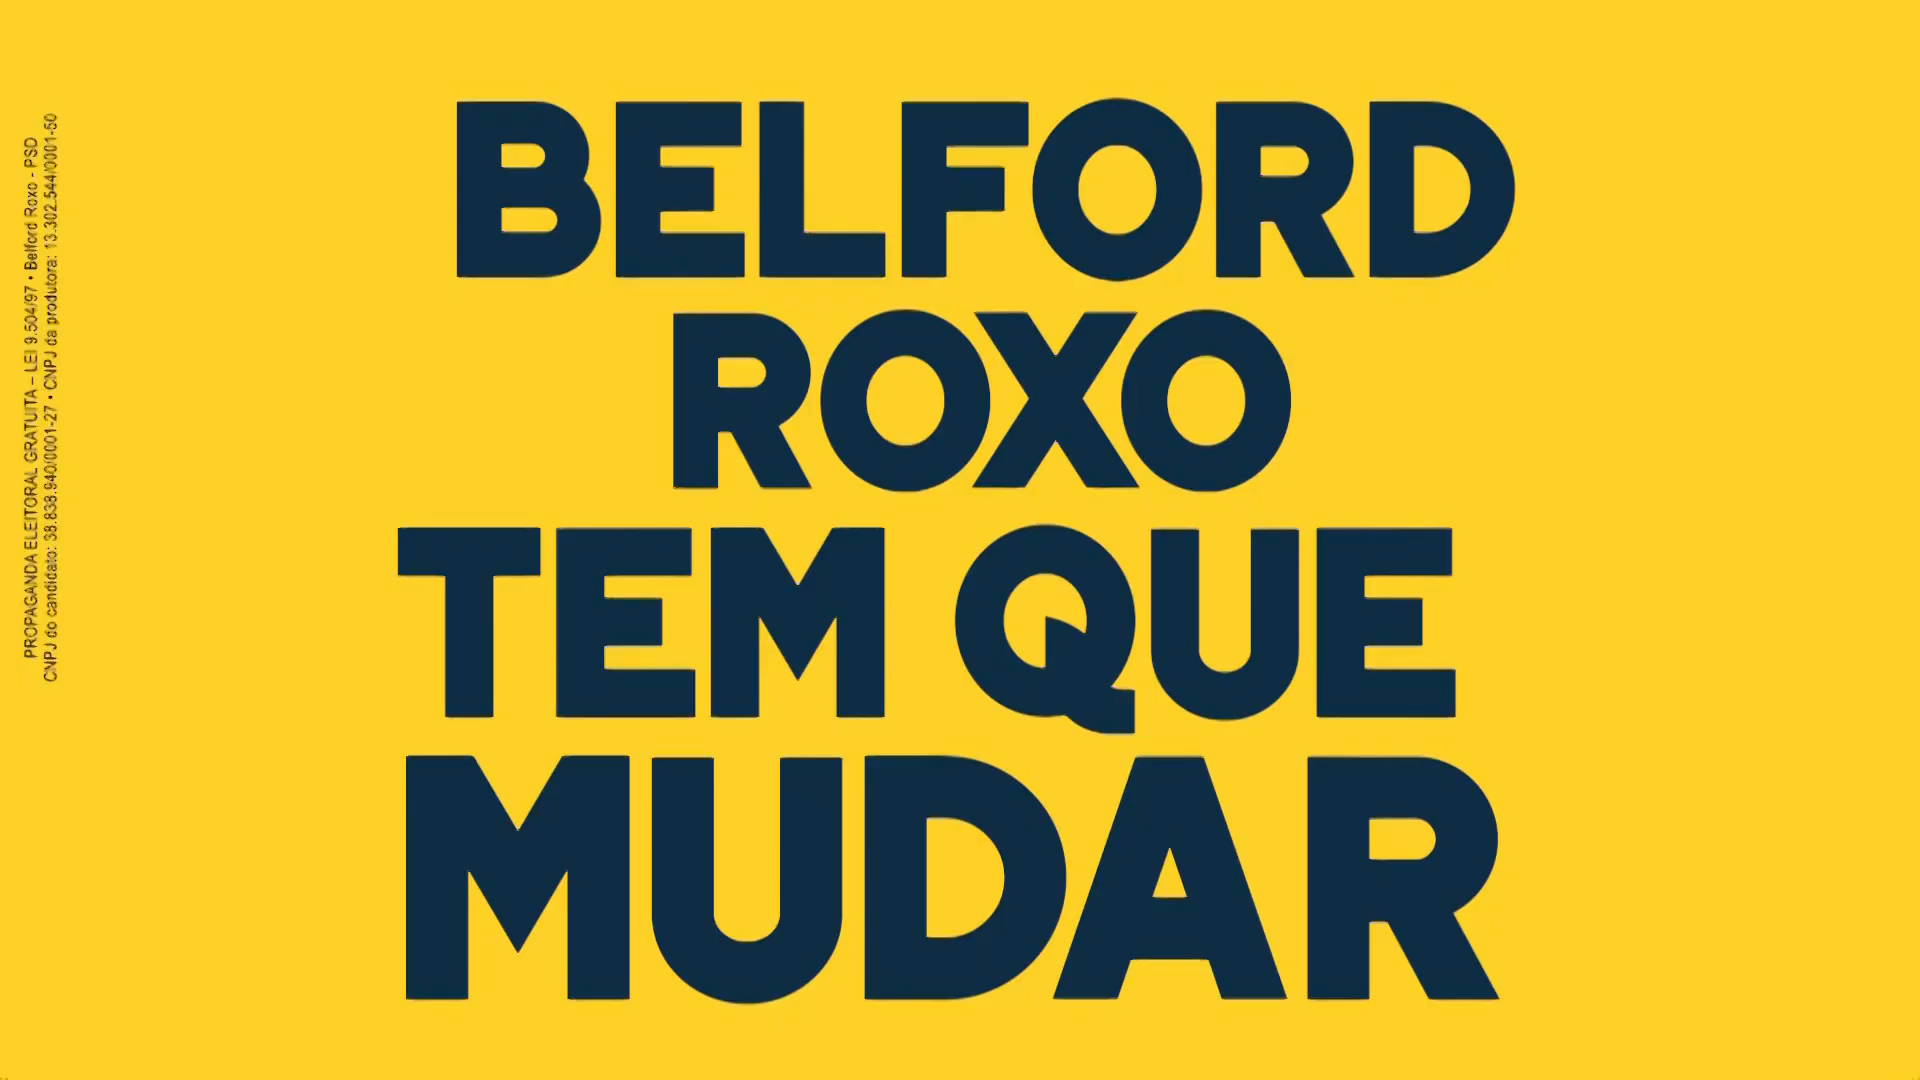 BELFORD
ROXO
TEM QUE
MUDAR
PROPAGANDA ELEITORAL GRATUITA – LEI 9.504/97 • Belford Roxo - PSD
CNPJ do candidato: 38.838.940/0001-27 • CNPJ da produtora: 13.302.544/0001-50